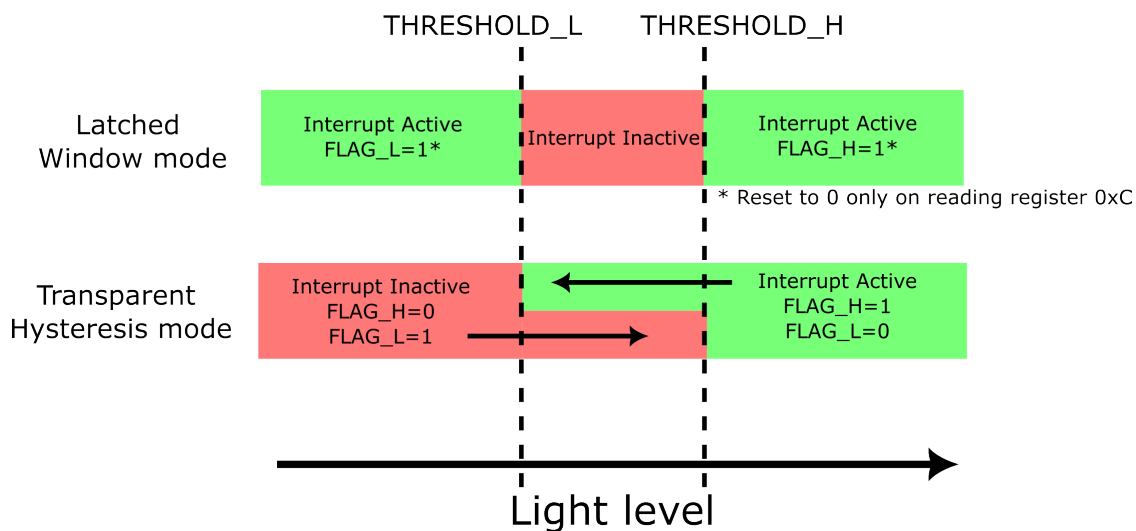 THRESHOLD_L
THRESHOLD_H
Latched
Window mode
Interrupt Active
FLAG_L=1*
Interrupt Inactive
Interrupt Active
FLAG_H=1*
* Reset to 0 only on reading register 0xC
Transparent
Hysteresis mode
Interrupt Inactive
FLAG_H=0
FLAG_L=1
Interrupt Active
FLAG_H=1
FLAG_L=0
Light level